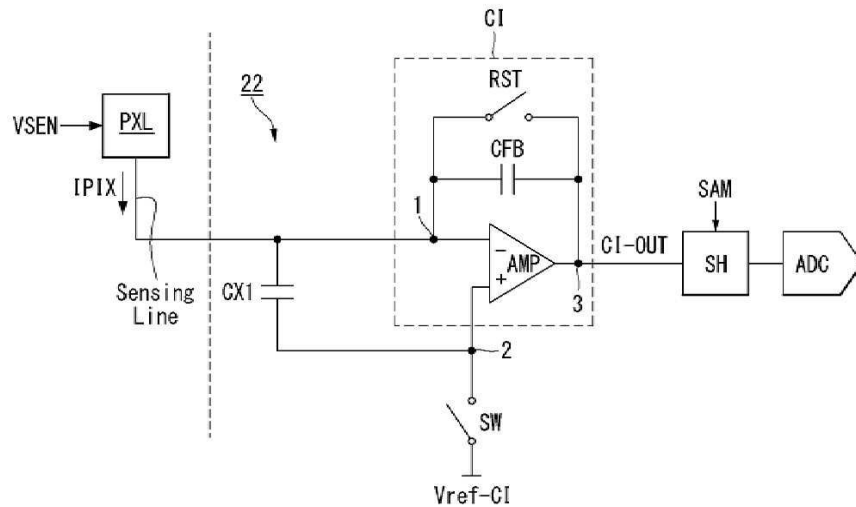 CI
22
RST
VSEN
PXL
CFB
IPIX
SAM
1
−
AMP
CI-OUT
SH
ADC
+
3
Sensing
Line
CX1
2
SW
Vref-CI